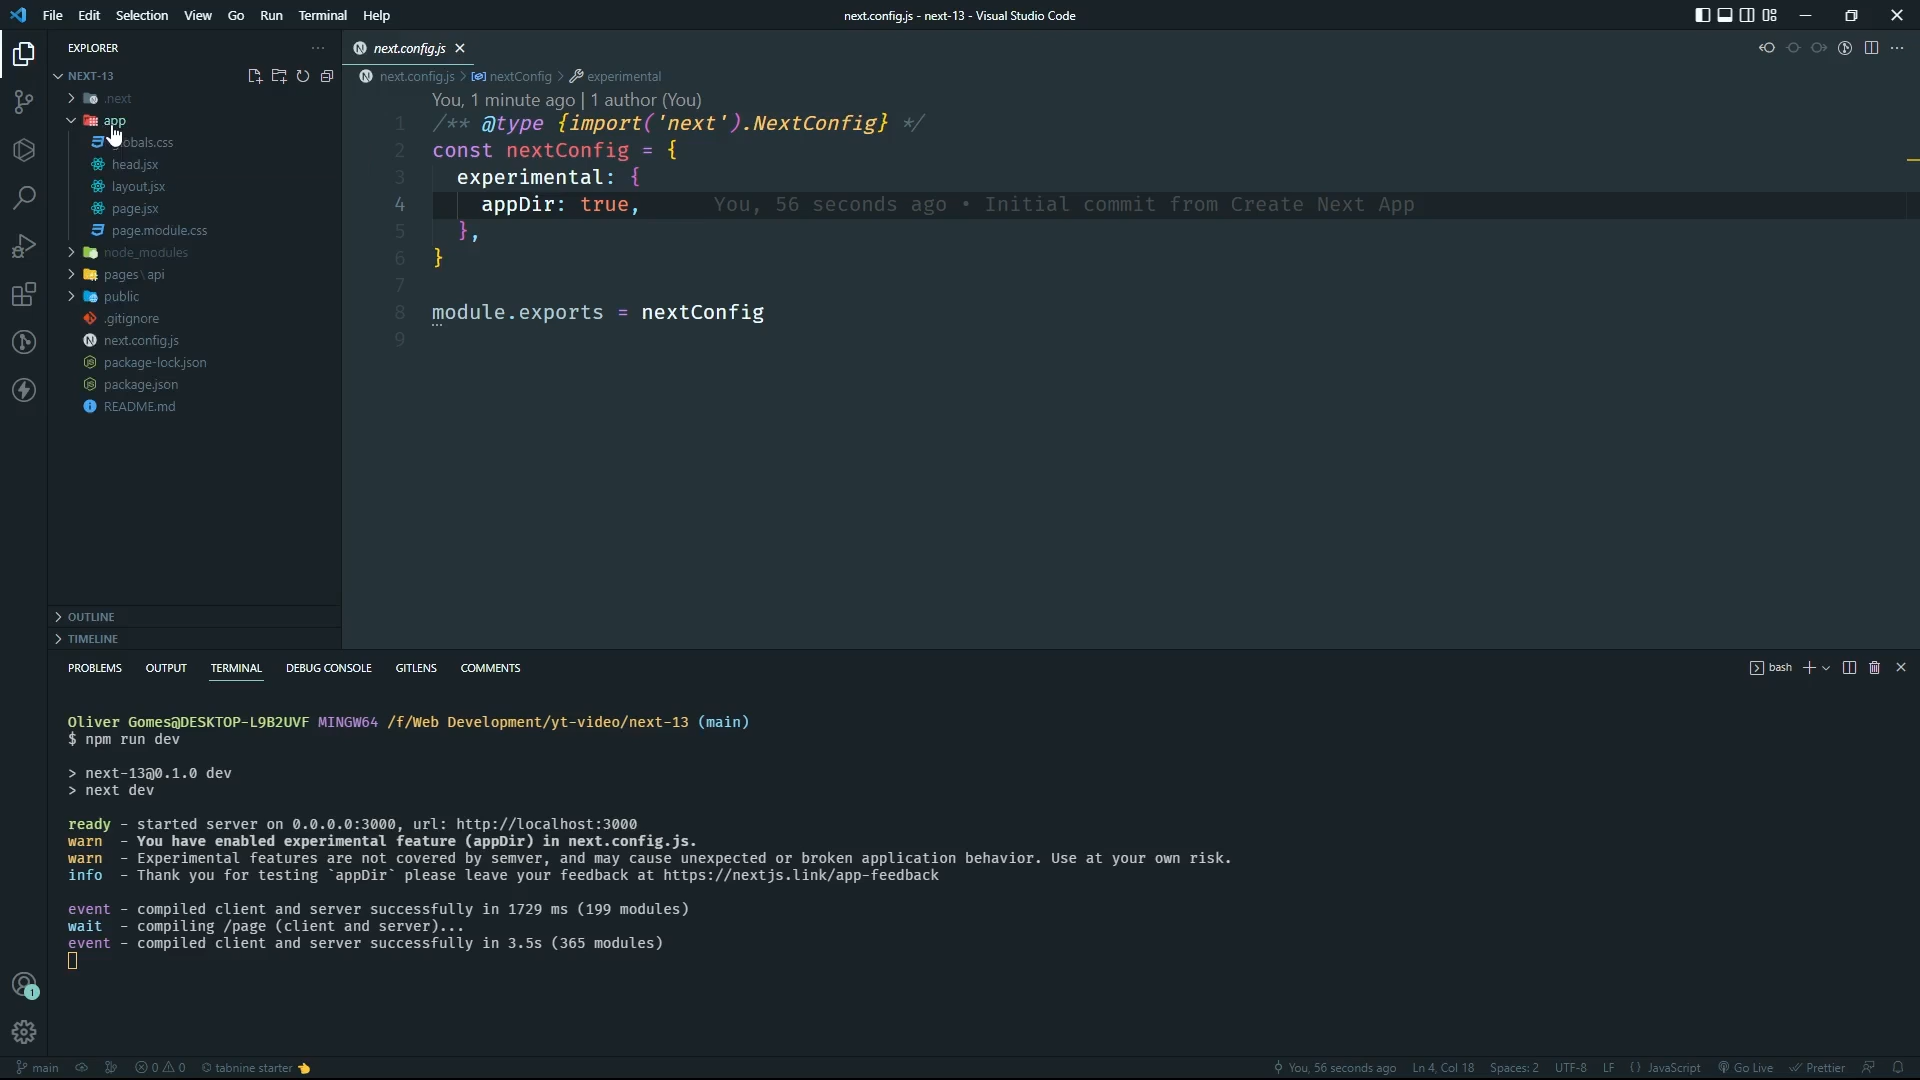 File Edit Selection View Go Run Terminal Help
next.config.js - next-13 - Visual Studio Code
EXPLORER
NEXT-13
.next
app
globals.css
head.jsx
layout.jsx
page.jsx
page.module.css
node_modules
pages \ api
public
.gitignore
next.config.js
package-lock.json
package.json
README.md
OUTLINE
TIMELINE
next.config.js
next.config.js > nextConfig > experimental
You, 1 minute ago | 1 author (You)
1 /** @type {import('next').NextConfig} */
2 const nextConfig = {
3 experimental: {
4 appDir: true, You, 56 seconds ago • Initial commit from Create Next App
5 },
6 }
7
8 module.exports = nextConfig
9
PROBLEMS OUTPUT TERMINAL DEBUG CONSOLE GITLENS COMMENTS
bash
Oliver Gomes@DESKTOP-L9B2UVF MINGW64 /f/Web Development/yt-video/next-13 (main)
$ npm run dev
> next-13@0.1.0 dev
> next dev
ready - started server on 0.0.0.0:3000, url: http://localhost:3000
warn - You have enabled experimental feature (appDir) in next.config.js.
warn - Experimental features are not covered by semver, and may cause unexpected or broken application behavior. Use at your own risk.
info - Thank you for testing `appDir` please leave your feedback at https://nextjs.link/app-feedback
event - compiled client and server successfully in 1729 ms (199 modules)
wait - compiling /page (client and server)...
event - compiled client and server successfully in 3.5s (365 modules)
1
main 0 0 tabnine starter You, 56 seconds ago Ln 4, Col 18 Spaces: 2 UTF-8 LF {} JavaScript Go Live Prettier